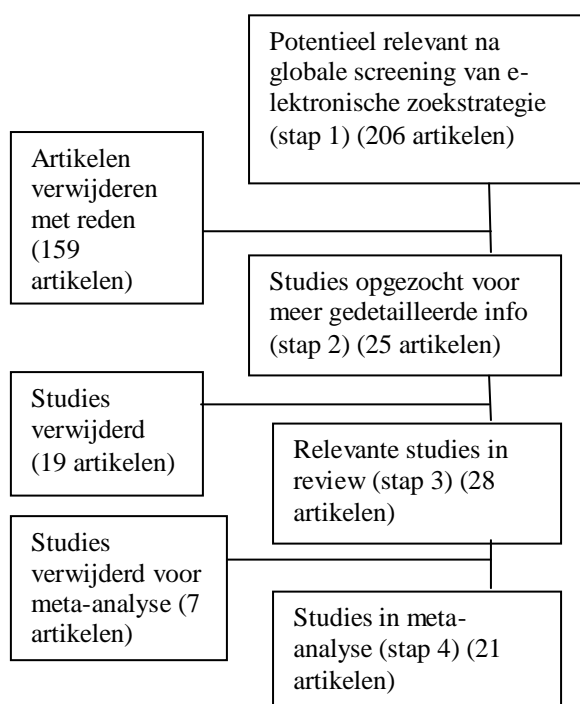 Potentieel relevant na
globale screening van e-
lektronische zoekstrategie
(stap 1) (206 artikelen)
Artikelen
verwijderen
met reden
(159
artikelen)
Studies opgezocht voor
meer gedetailleerde info
(stap 2) (25 artikelen)
Studies
verwijderd
(19 artikelen)
Relevante studies in
review (stap 3) (28
artikelen)
Studies
verwijderd voor
meta-analyse (7
artikelen)
Studies in meta-
analyse (stap 4) (21
artikelen)